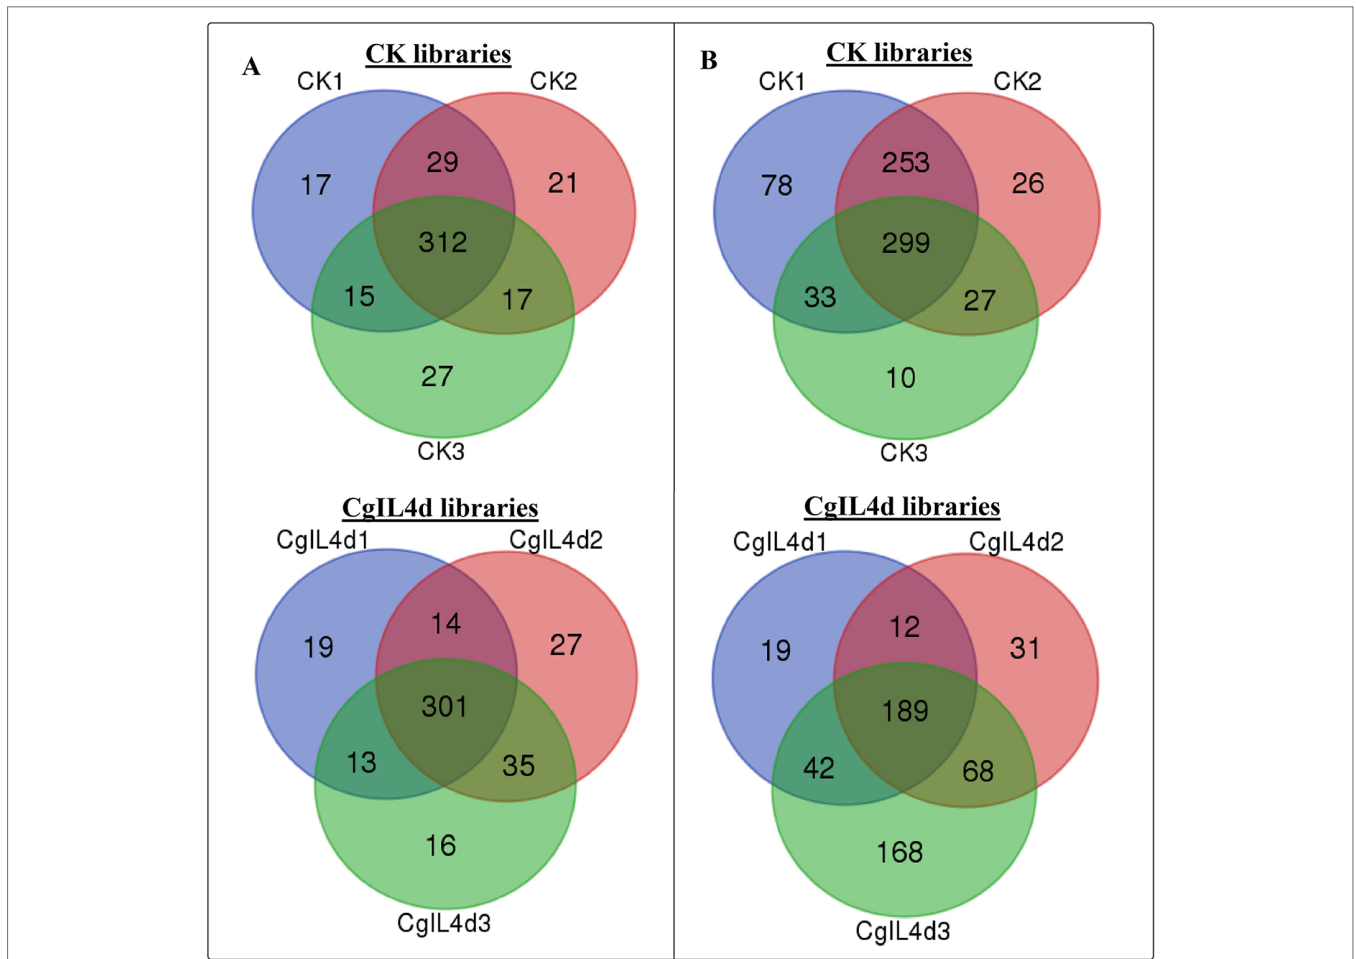 A
CK libraries
CK1
CK2
17
29
21
312
15
17
27
CK3
CgIL4d libraries
CgIL4d1
CgIL4d2
19
14
27
301
13
35
16
CgIL4d3
B
CK libraries
CK1
CK2
78
253
26
299
33
27
10
CK3
CgIL4d libraries
CgIL4d1
CgIL4d2
19
12
31
189
42
68
168
CgIL4d3